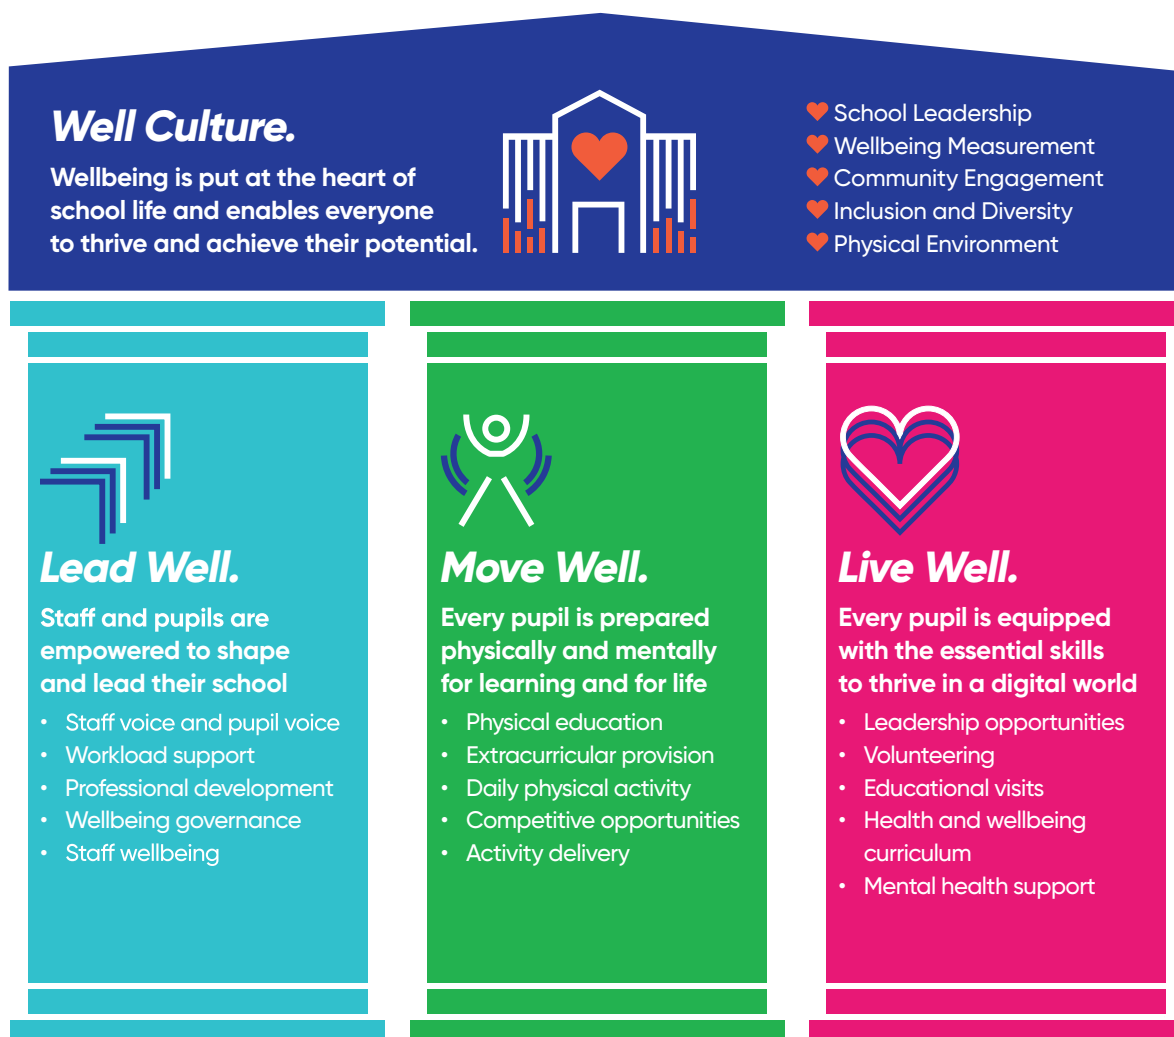 Well Culture.
Wellbeing is put at the heart of
school life and enables everyone
to thrive and achieve their potential.
School Leadership
Wellbeing Measurement
Community Engagement
Inclusion and Diversity
Physical Environment
Lead Well.
Staff and pupils are
empowered to shape
and lead their school
• Staff voice and pupil voice
• Workload support
• Professional development
• Wellbeing governance
• Staff wellbeing
Move Well.
Every pupil is prepared
physically and mentally
for learning and for life
• Physical education
• Extracurricular provision
• Daily physical activity
• Competitive opportunities
• Activity delivery
Live Well.
Every pupil is equipped
with the essential skills
to thrive in a digital world
• Leadership opportunities
• Volunteering
• Educational visits
• Health and wellbeing
curriculum
• Mental health support